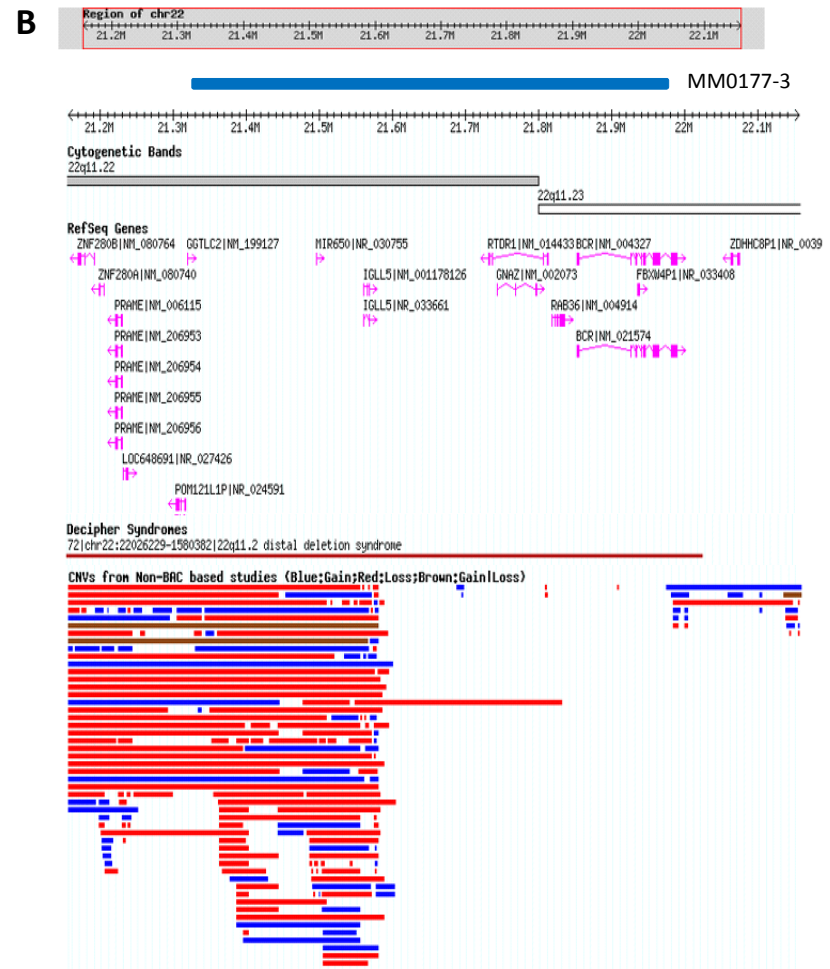 B
Region of chr22
21.2M 21.3M 21.4M 21.5M 21.6M 21.7M 21.8M 21.9M 22M 22.1M
MM0177-3
21.2M 21.3M 21.4M 21.5M 21.6M 21.7M 21.8M 21.9M 22M 22.1M
Cytogenetic Bands
22q11.22
22q11.23
RefSeq Genes
ZNF280B|NM_080764 GGTLC2|NM_199127 MIR650|NR_030755 RTDR1|NM_014433 BCR|NM_004327 ZDHHC8P1|NR_0039
ZNF280A|NM_080740 IGLL5|NM_001178126 GNAZ|NM_002073 FBXW4P1|NR_033408
PRAME|NM_006115 IGLL5|NR_033661 RAB36|NM_004914
PRAME|NM_206953 BCR|NM_021574
PRAME|NM_206954
PRAME|NM_206955
PRAME|NM_206956
LOC648691|NR_027426
POM121L1P|NR_024591
Decipher Syndromes
72|chr22:22026229-1580382|22q11.2 distal deletion syndrome
CNVs from Non-BAC based studies (Blue:Gain;Red:Loss;Brown:Gain|Loss)